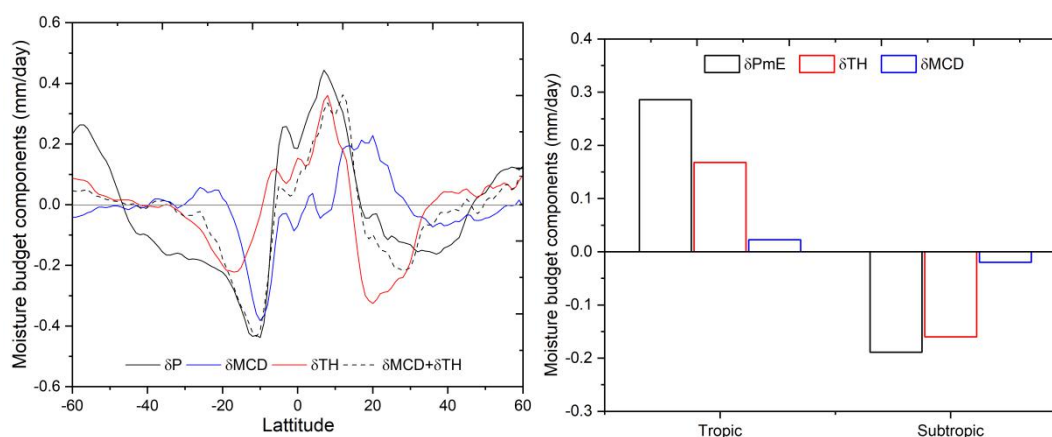 Moisture budget components (mm/day)
0.6
0.4
0.2
0.0
-0.2
-0.4
-0.6
δP δMCD δTH δMCD+δTH
-60 -40 -20 0 20 40 60
Lattitude
Moisture budget components (mm/day)
0.4
0.3
0.2
0.1
0.0
-0.1
-0.2
-0.3
δPmE δTH δMCD
Tropic Subtropic